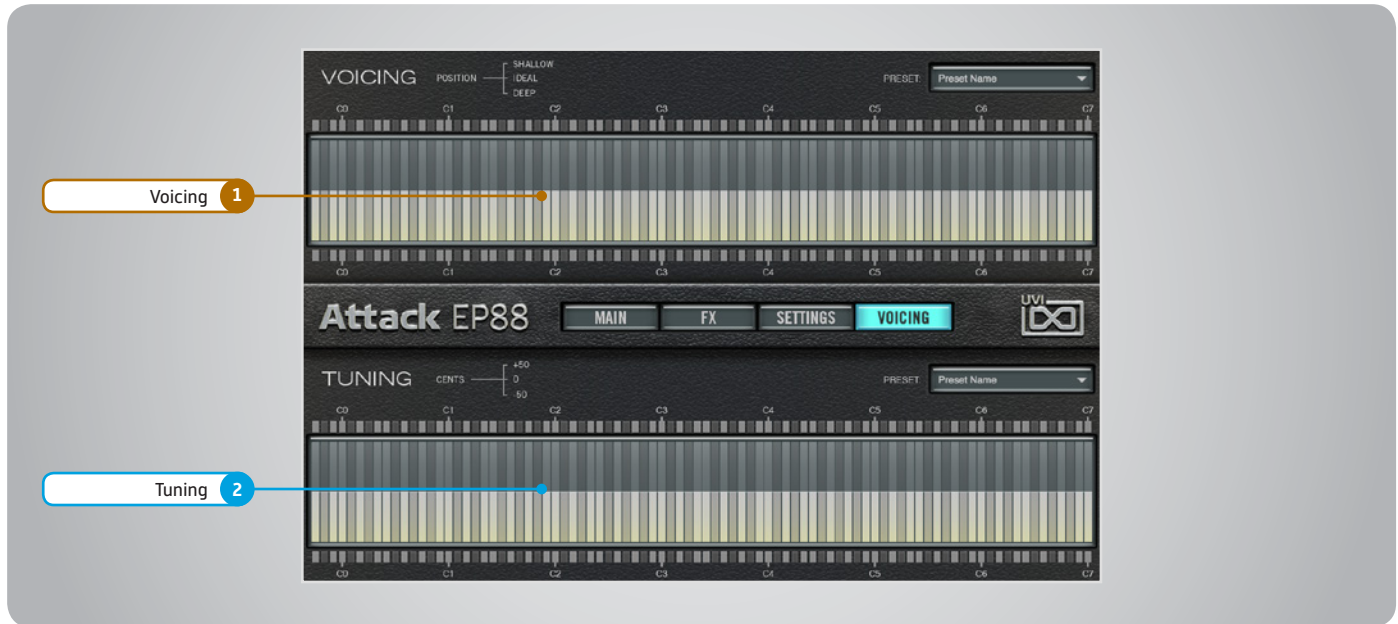 VOICING POSITION SHALLOW
IDEAL
DEEP
PRESET: Preset Name
C0 C1 C2 C3 C4 C5 C6 C7
Voicing 1
C0 C1 C2 C3 C4 C5 C6 C7
Attack EP88 MAIN FX SETTINGS VOICING UVI
TUNING CENTS +50
0
-50
PRESET: Preset Name
C0 C1 C2 C3 C4 C5 C6 C7
Tuning 2
C0 C1 C2 C3 C4 C5 C6 C7